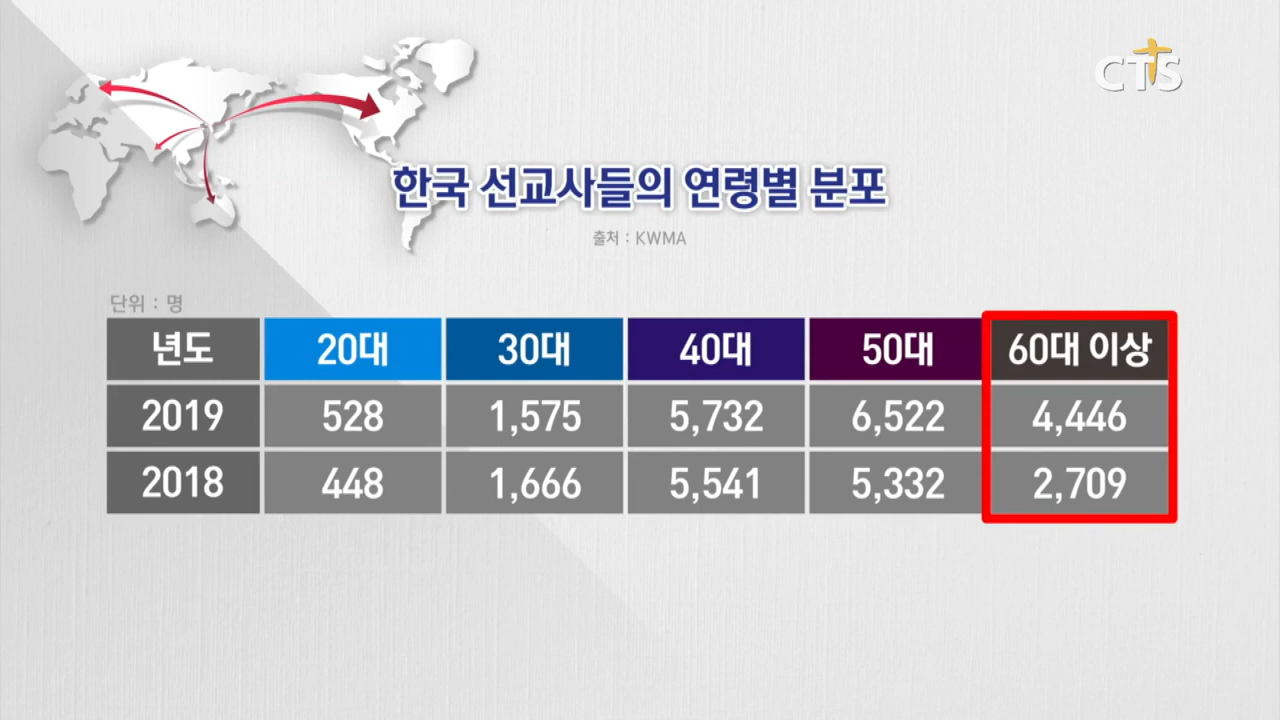 CTS
한국 선교사들의 연령별 분포
출처 : KWMA
단위 : 명
년도 20대 30대 40대 50대 60대 이상
2019 528 1,575 5,732 6,522 4,446
2018 448 1,666 5,541 5,332 2,709